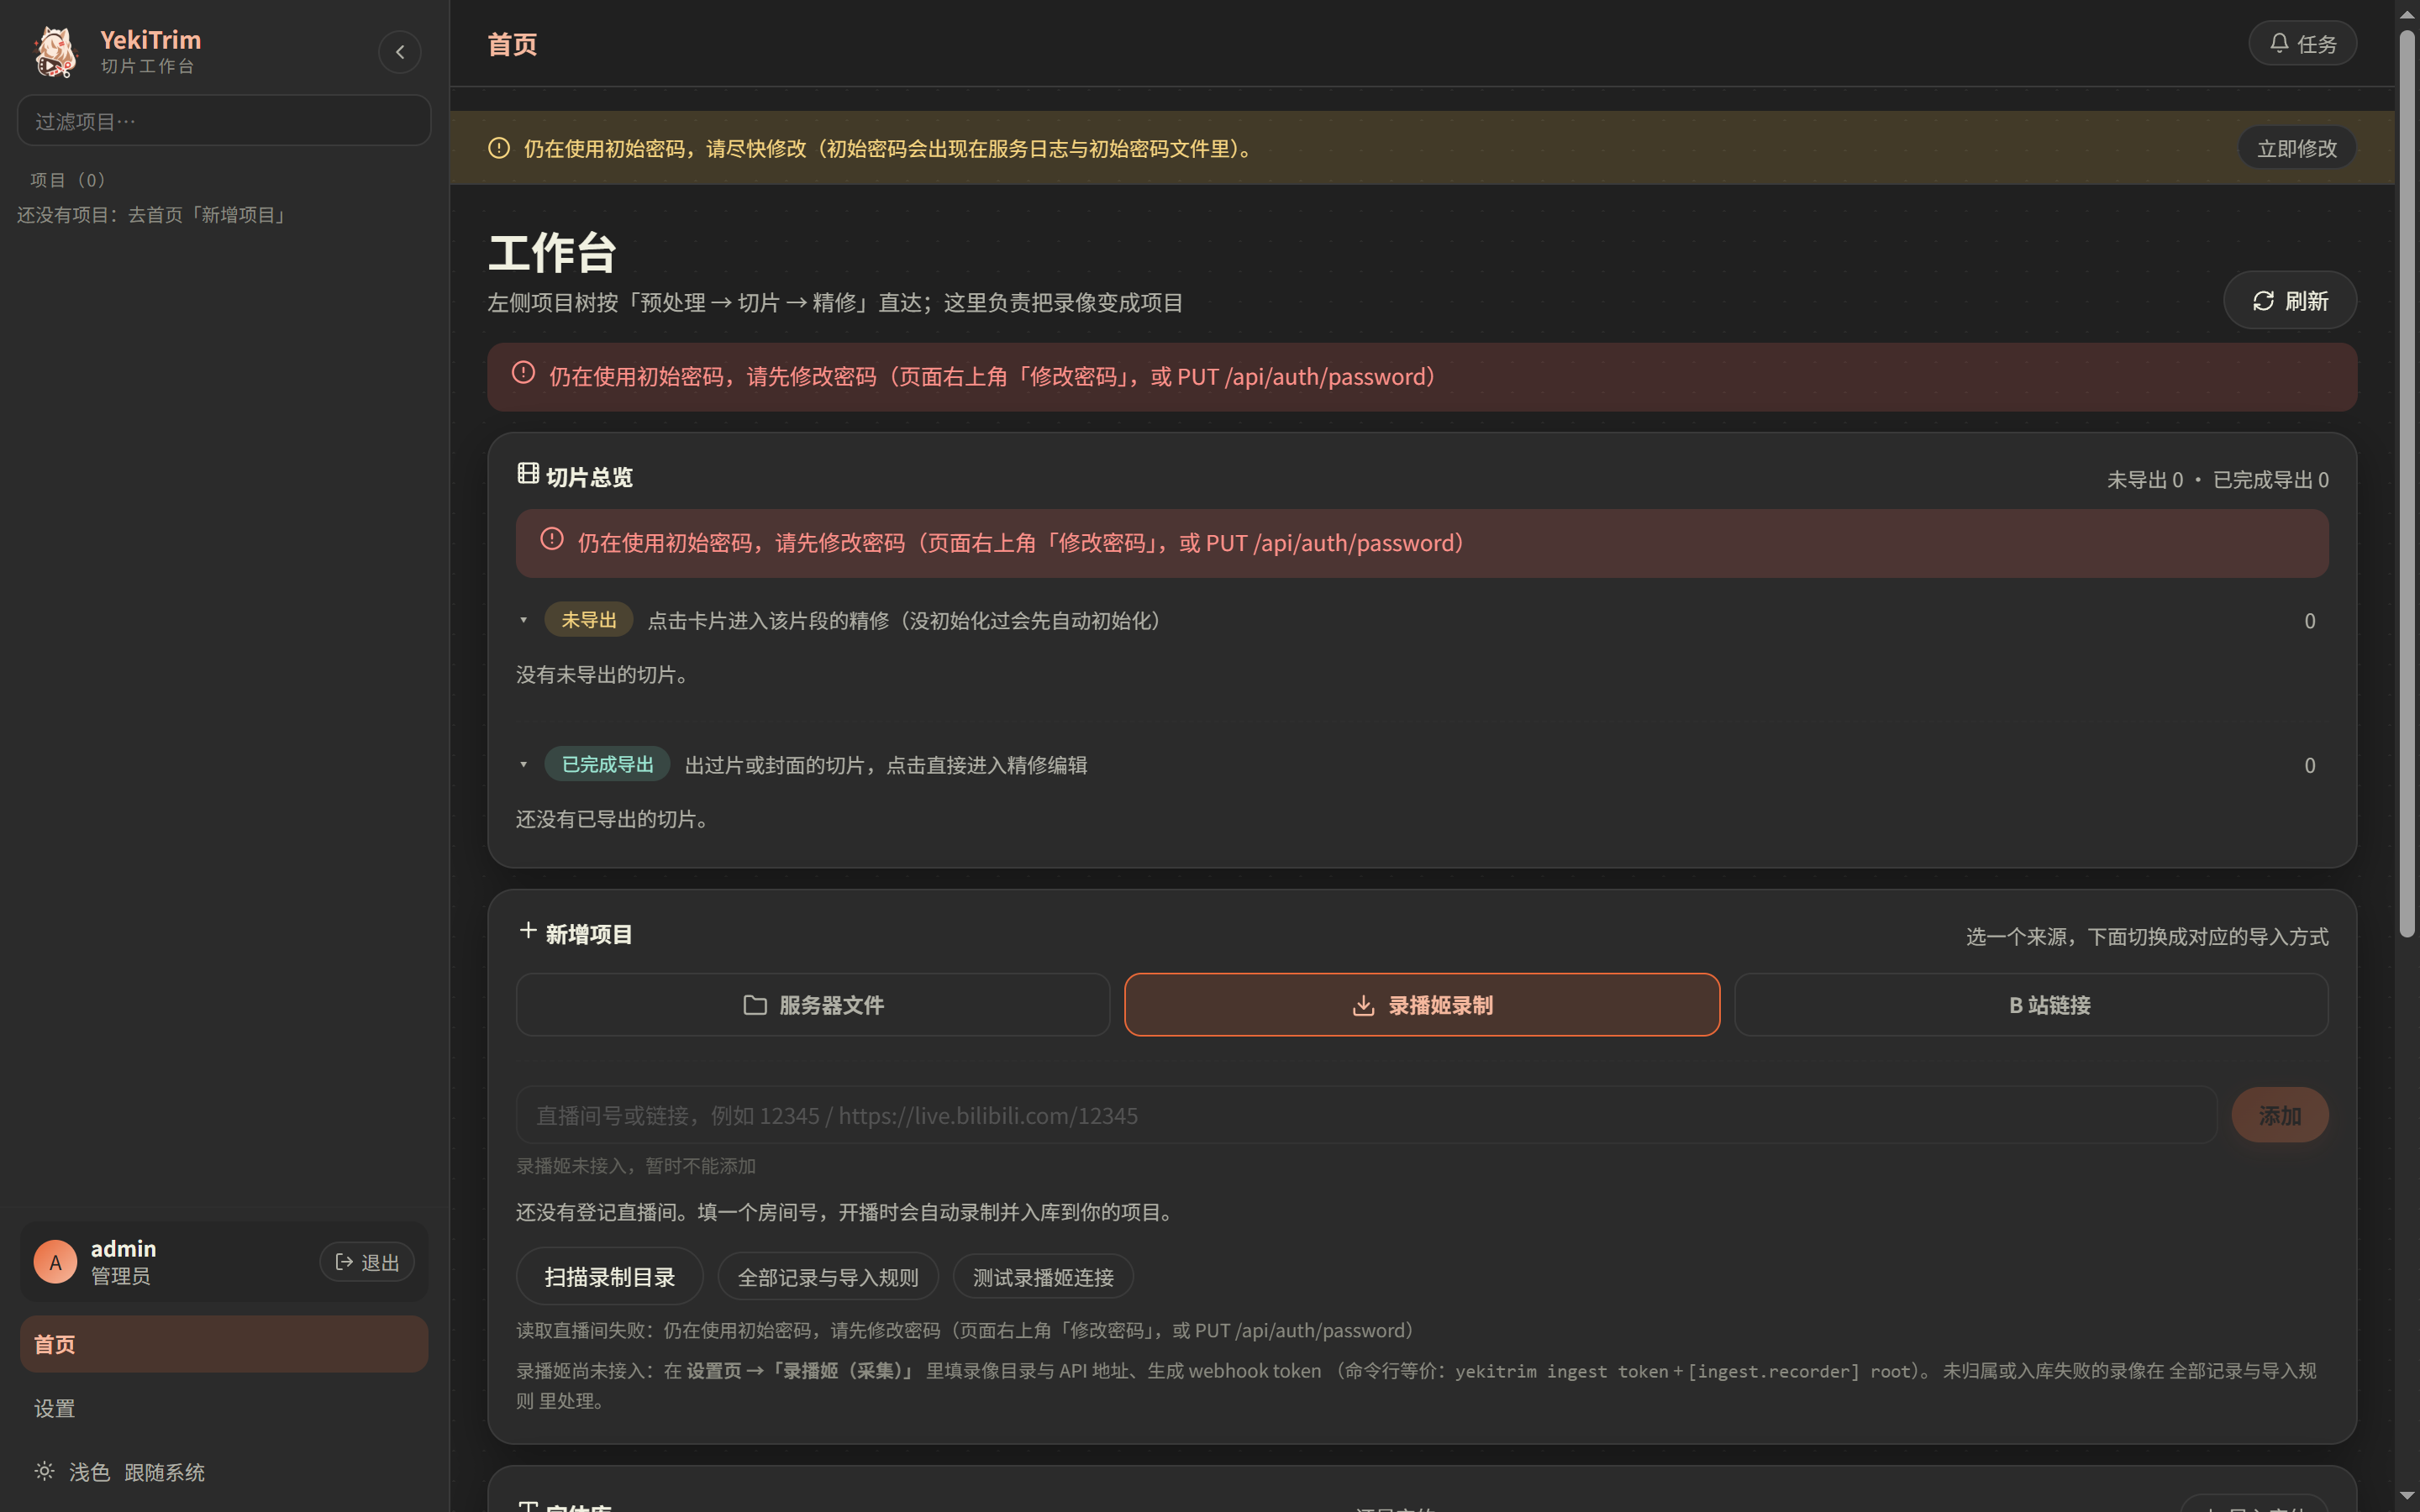 YekiTrim
切片工作台
过滤项目…
项目（0）
还没有项目：去首页「新增项目」
admin
管理员
退出
首页
设置
浅色 跟随系统
首页
任务
仍在使用初始密码，请尽快修改（初始密码会出现在服务日志与初始密码文件里）。
立即修改
工作台
左侧项目树按「预处理 → 切片 → 精修」直达；这里负责把录像变成项目
刷新
仍在使用初始密码，请先修改密码（页面右上角「修改密码」，或 PUT /api/auth/password）
切片总览
未导出 0 · 已完成导出 0
仍在使用初始密码，请先修改密码（页面右上角「修改密码」，或 PUT /api/auth/password）
未导出 点击卡片进入该片段的精修（没初始化过会先自动初始化） 0
没有未导出的切片。
已完成导出 出过片或封面的切片，点击直接进入精修编辑 0
还没有已导出的切片。
新增项目
选一个来源，下面切换成对应的导入方式
服务器文件
录播姬录制
B 站链接
直播间号或链接，例如 12345 / https://live.bilibili.com/12345
添加
录播姬未接入，暂时不能添加
还没有登记直播间。填一个房间号，开播时会自动录制并入库到你的项目。
扫描录制目录
全部记录与导入规则
测试录播姬连接
读取直播间失败：仍在使用初始密码，请先修改密码（页面右上角「修改密码」，或 PUT /api/auth/password）
录播姬尚未接入：在 设置页 →「录播姬（采集）」 里填录像目录与 API 地址、生成 webhook token （命令行等价：yekitrim ingest token + [ingest.recorder] root）。 未归属或入库失败的录像在 全部记录与导入规
则 里处理。